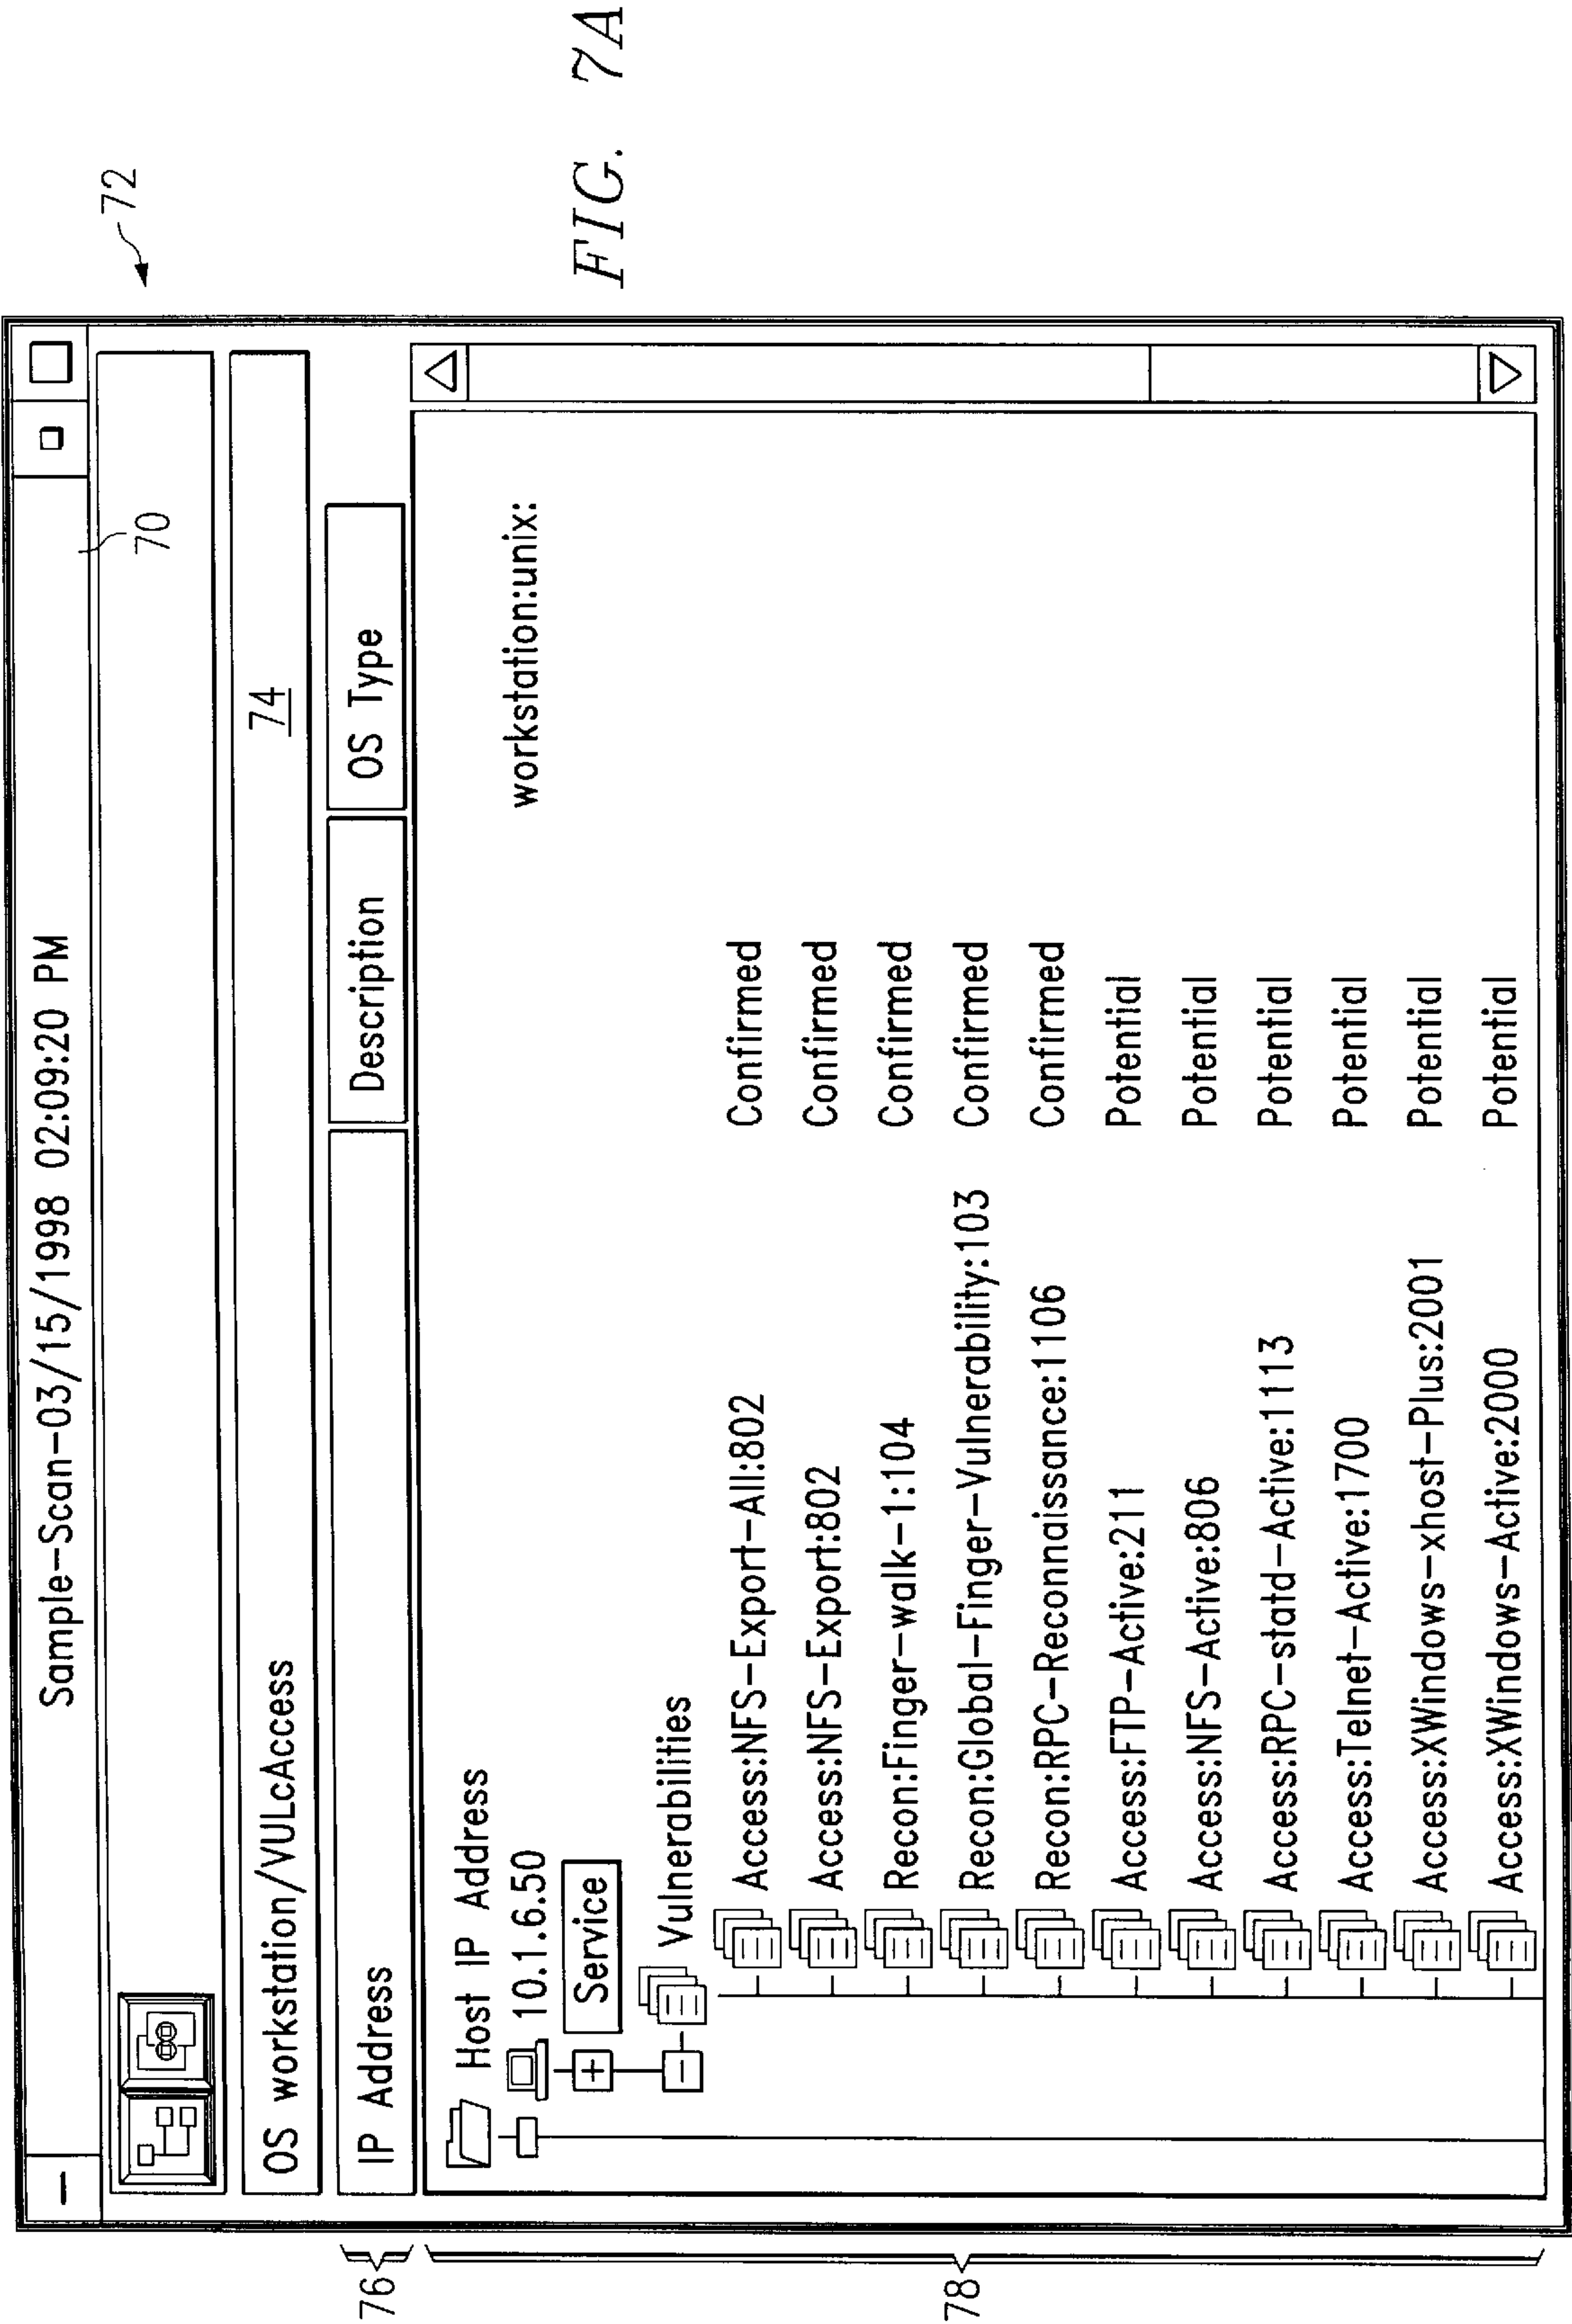 Sample-Scan-03/15/1998 02:09:20 PM
72
70
OS workstation/VULcAccess
74
76
IP Address
Description
OS Type
78
Host IP Address
10.1.6.50
workstation:unix:
Service
Vulnerabilities
Access:NFS-Export-All:802 Confirmed
Access:NFS-Export:802 Confirmed
Recon:Finger-walk-1:104 Confirmed
Recon:Global-Finger-Vulnerability:103 Confirmed
Recon:RPC-Reconnaissance:1106 Confirmed
Access:FTP-Active:211 Potential
Access:NFS-Active:806 Potential
Access:RPC-statd-Active:1113 Potential
Access:Telnet-Active:1700 Potential
Access:XWindows-xhost-Plus:2001 Potential
Access:XWindows-Active:2000 Potential
FIG. 7A